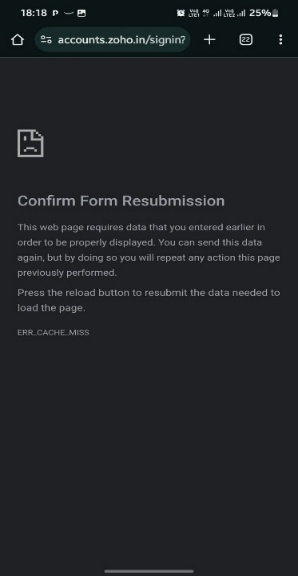 18:18 P
25%
accounts.zoho.in/signin?
22
Confirm Form Resubmission
This web page requires data that you entered earlier in
order to be properly displayed. You can send this data
again, but by doing so you will repeat any action this page
previously performed.
Press the reload button to resubmit the data needed to
load the page.
ERR_CACHE_MISS